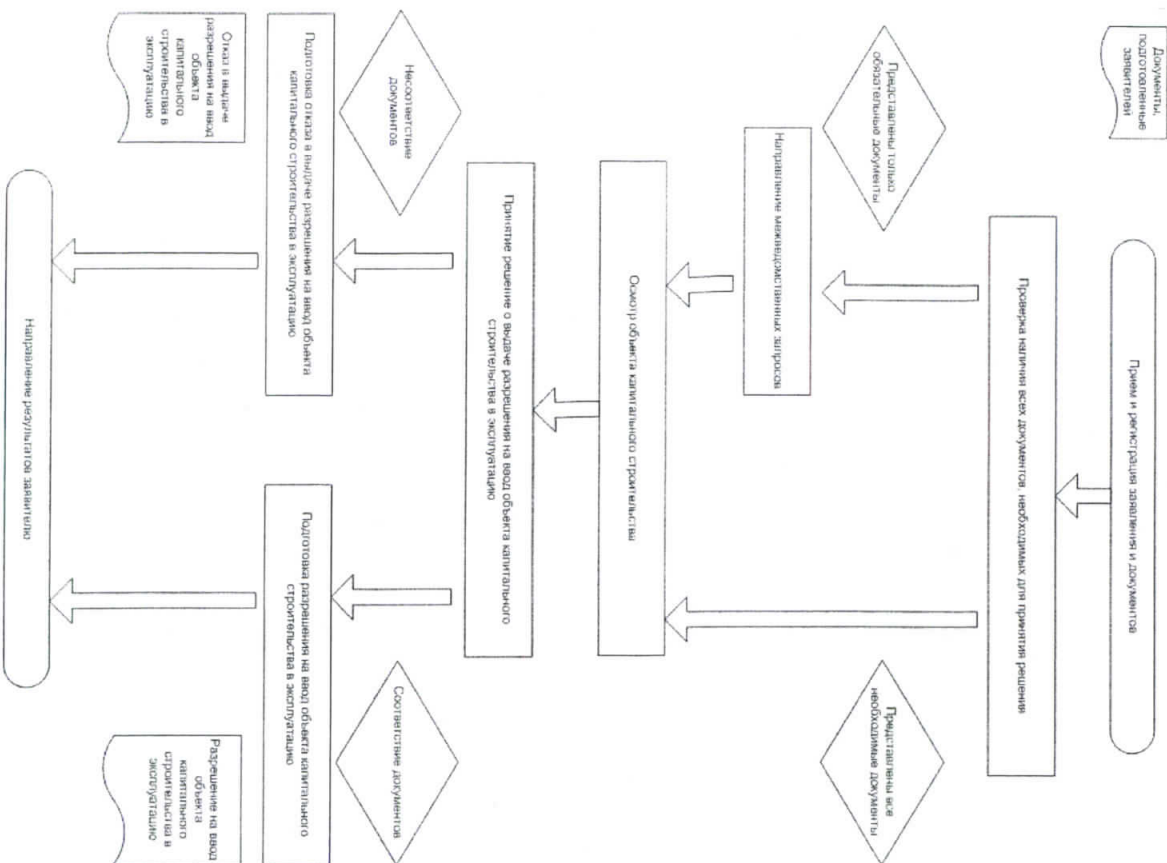 Документы,
подготовленные
заявителей
Прием и регистрация заявления и документов
Проверка наличия всех документов, необходимых для принятия решения
Представлены только
обязательные документы
Представлены все
необходимые документы
Направление межведомственных запросов
Осмотр объекта капитального строительства
Принятие решение о выдаче разрешения на ввод объекта капитального
строительства в эксплуатацию
Несоответствие
документов
Соответствие документов
Подготовка отказа в выдаче разрешения на ввод объекта
капитального строительства в эксплуатацию
Подготовка разрешения на ввод объекта капитального
строительства в эксплуатацию
Отказ в выдаче
разрешения на ввод
объекта
капитального
строительства в
эксплуатацию
Разрешение на ввод
объекта
капитального
строительства в
эксплуатацию
Направление результатов заявителю